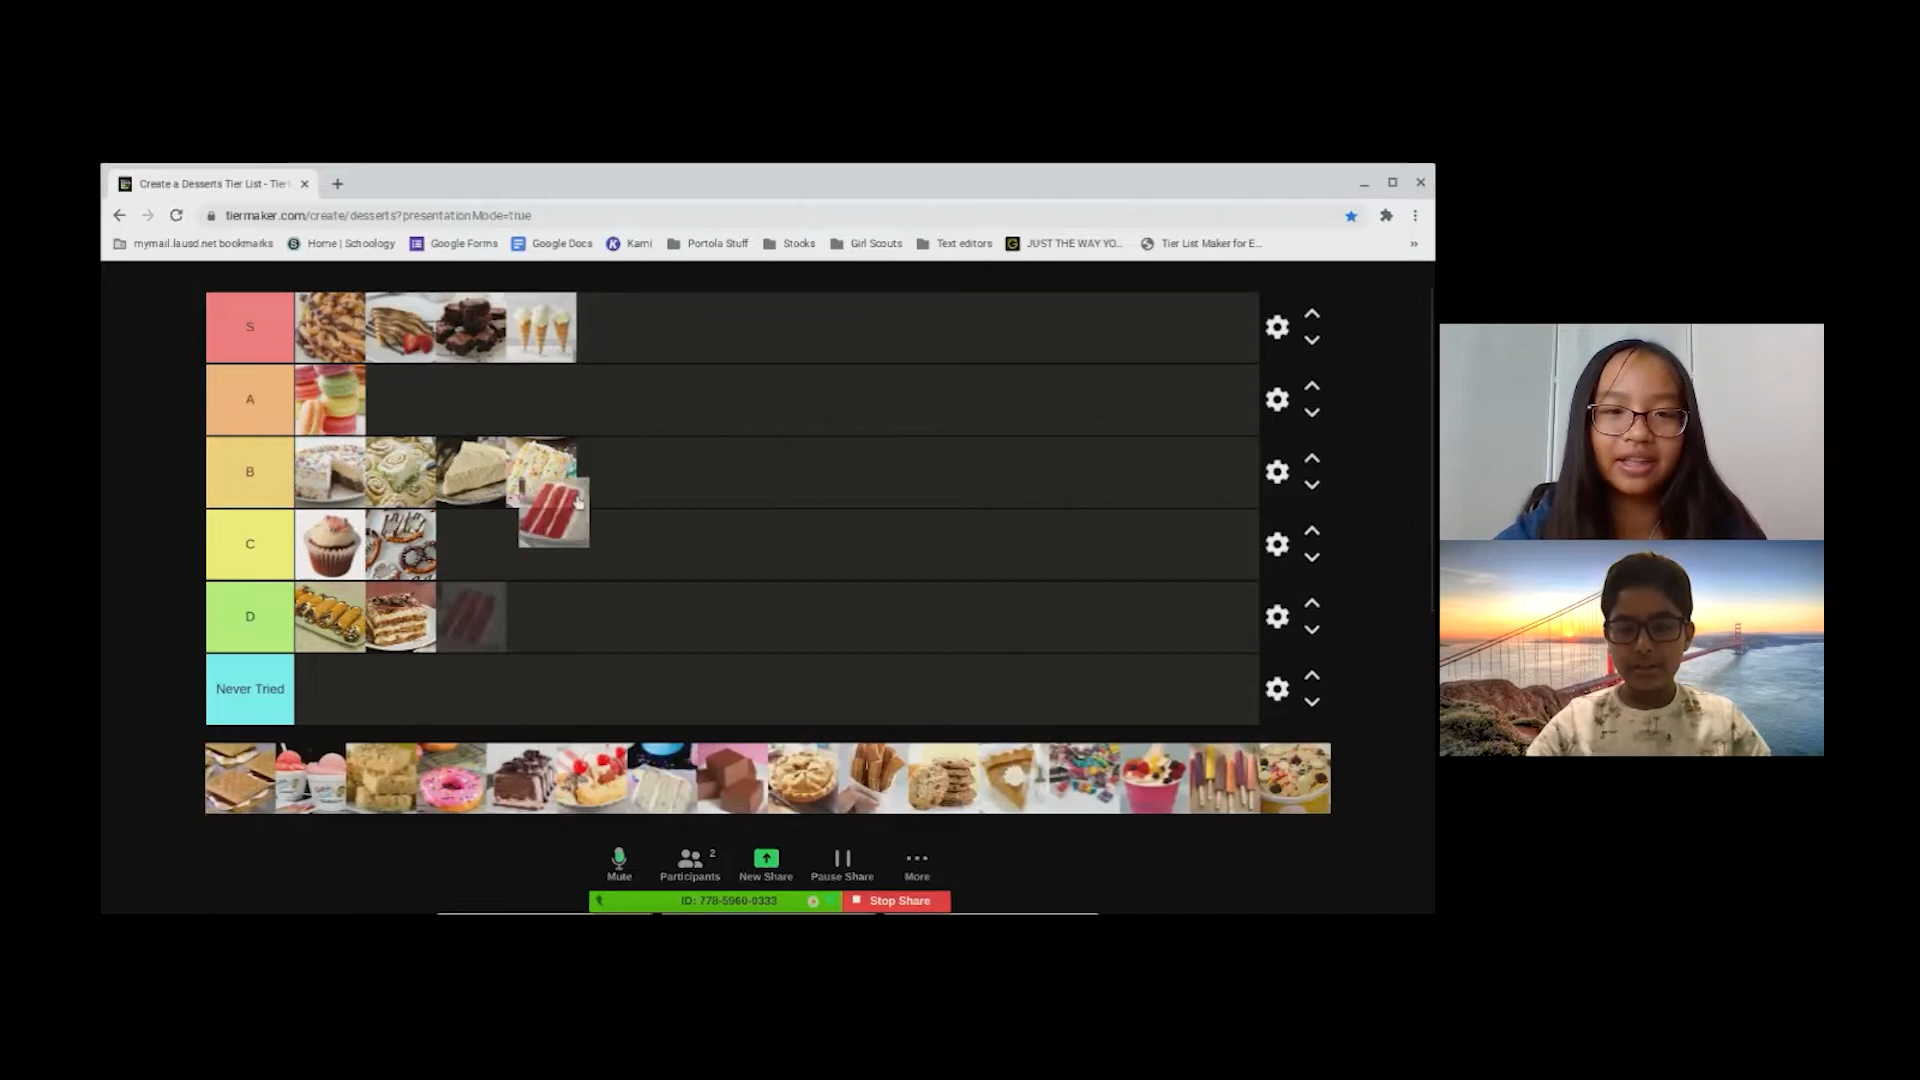 Create a Desserts Tier List - Tier
tiermaker.com/create/desserts?presentationMode=true
mymail.lausd.net bookmarks
Home | Schoology
Google Forms
Google Docs
Kami
Portola Stuff
Stocks
Girl Scouts
Text editors
JUST THE WAY YO...
Tier List Maker for E...
»
S
A
B
C
D
Never Tried
Mute
Participants 2
New Share
Pause Share
More
ID: 778-5960-0333
Stop Share